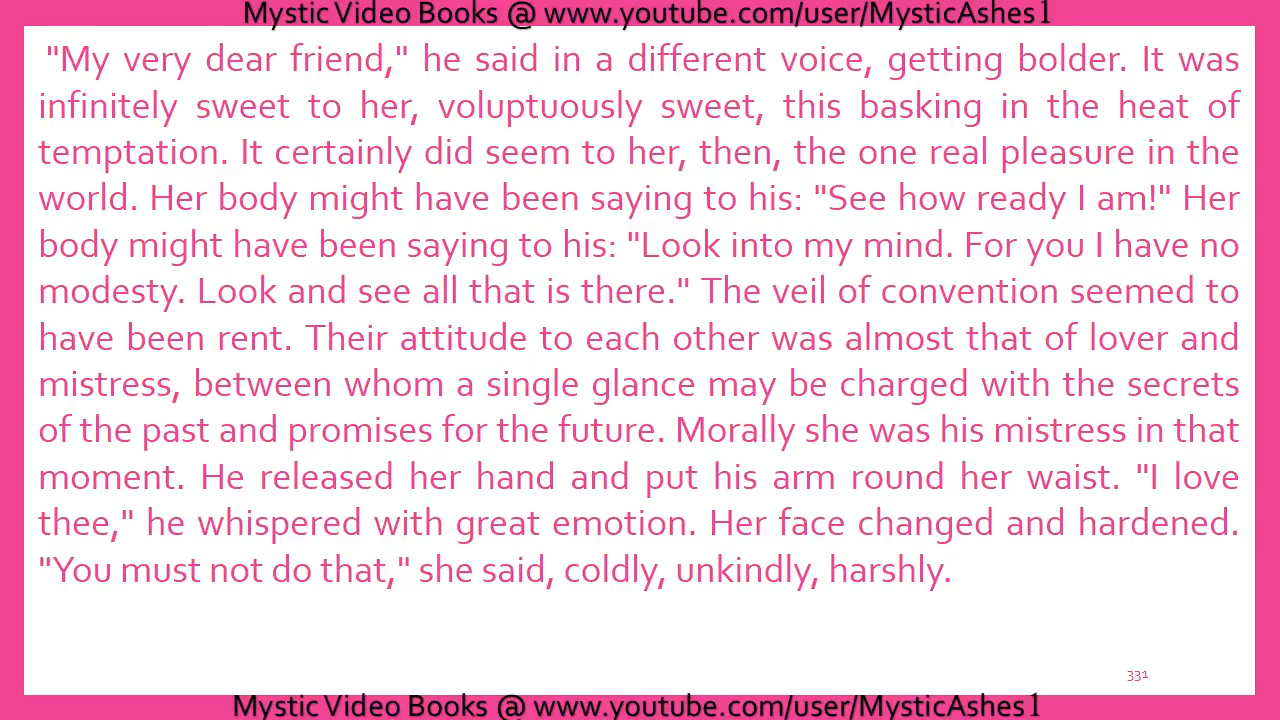 Mystic Video Books @ www.youtube.com/user/MysticAshes1
"My very dear friend," he said in a different voice, getting bolder. It was
infinitely sweet to her, voluptuously sweet, this basking in the heat of
temptation. It certainly did seem to her, then, the one real pleasure in the
world. Her body might have been saying to his: "See how ready I am!" Her
body might have been saying to his: "Look into my mind. For you I have no
modesty. Look and see all that is there." The veil of convention seemed to
have been rent. Their attitude to each other was almost that of lover and
mistress, between whom a single glance may be charged with the secrets
of the past and promises for the future. Morally she was his mistress in that
moment. He released her hand and put his arm round her waist. "I love
thee," he whispered with great emotion. Her face changed and hardened.
"You must not do that," she said, coldly, unkindly, harshly.
331
Mystic Video Books @ www.youtube.com/user/MysticAshes1